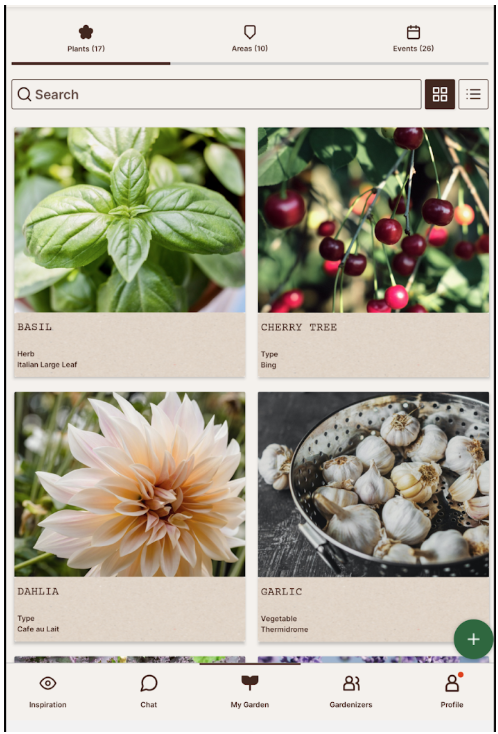 Plants (17)
Areas (10)
Events (26)
Search
BASIL
Herb
Italian Large Leaf
CHERRY TREE
Type
Bing
DAHLIA
Type
Cafe au Lait
GARLIC
Vegetable
Thermidrome
Inspiration
Chat
My Garden
Gardenizers
Profile